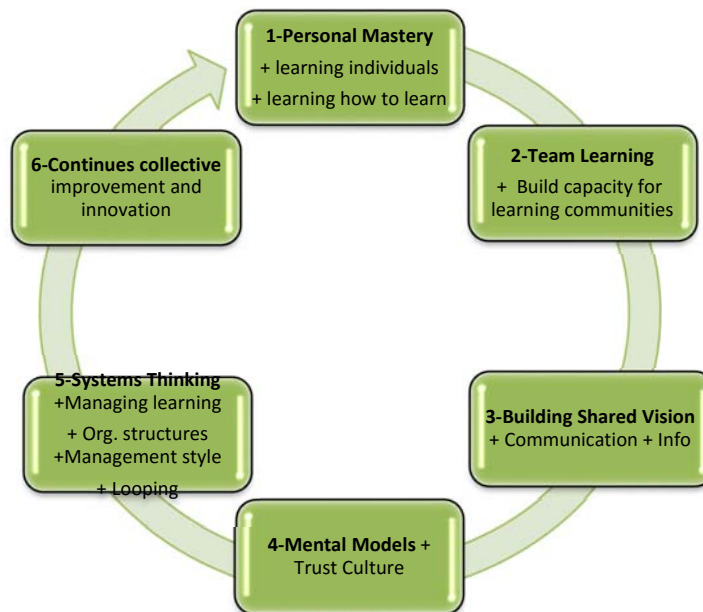 1-Personal Mastery
+ learning individuals
+ learning how to learn
2-Team Learning
+ Build capacity for
learning communities
3-Building Shared Vision
+ Communication + Info
4-Mental Models +
Trust Culture
5-Systems Thinking
+Managing learning
+ Org. structures
+Management style
+ Looping
6-Continues collective
improvement and
innovation